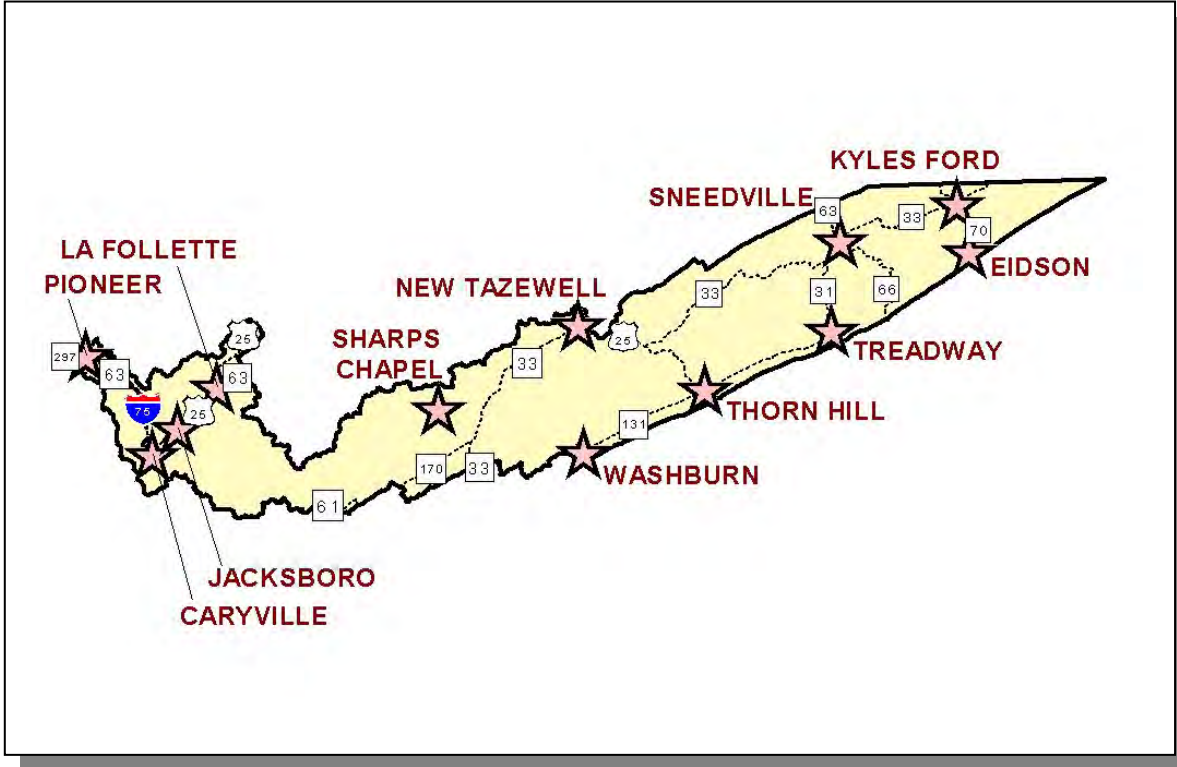 KYLES FORD
SNEEDVILLE
63
33
70
LA FOLLETTE
PIONEER
EIDSON
NEW TAZEWELL
33
31
66
SHARPS
CHAPEL
25
25
33
TREADWAY
297
63
63
75
25
THORN HILL
131
170
33
WASHBURN
61
JACKSBORO
CARYVILLE